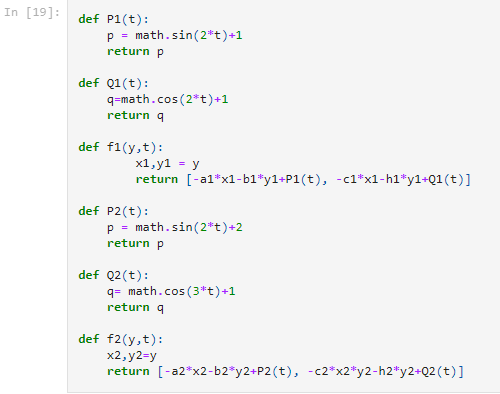 In [19]:
def P1(t):
    p = math.sin(2*t)+1
    return p
def Q1(t):
    q=math.cos(2*t)+1
    return q
def f1(y,t):
        x1,y1 = y
        return [-a1*x1-b1*y1+P1(t), -c1*x1-h1*y1+Q1(t)]
def P2(t):
    p = math.sin(2*t)+2
    return p
def Q2(t):
    q= math.cos(3*t)+1
    return q
def f2(y,t):
    x2,y2=y
    return [-a2*x2-b2*y2+P2(t), -c2*x2*y2-h2*y2+Q2(t)]